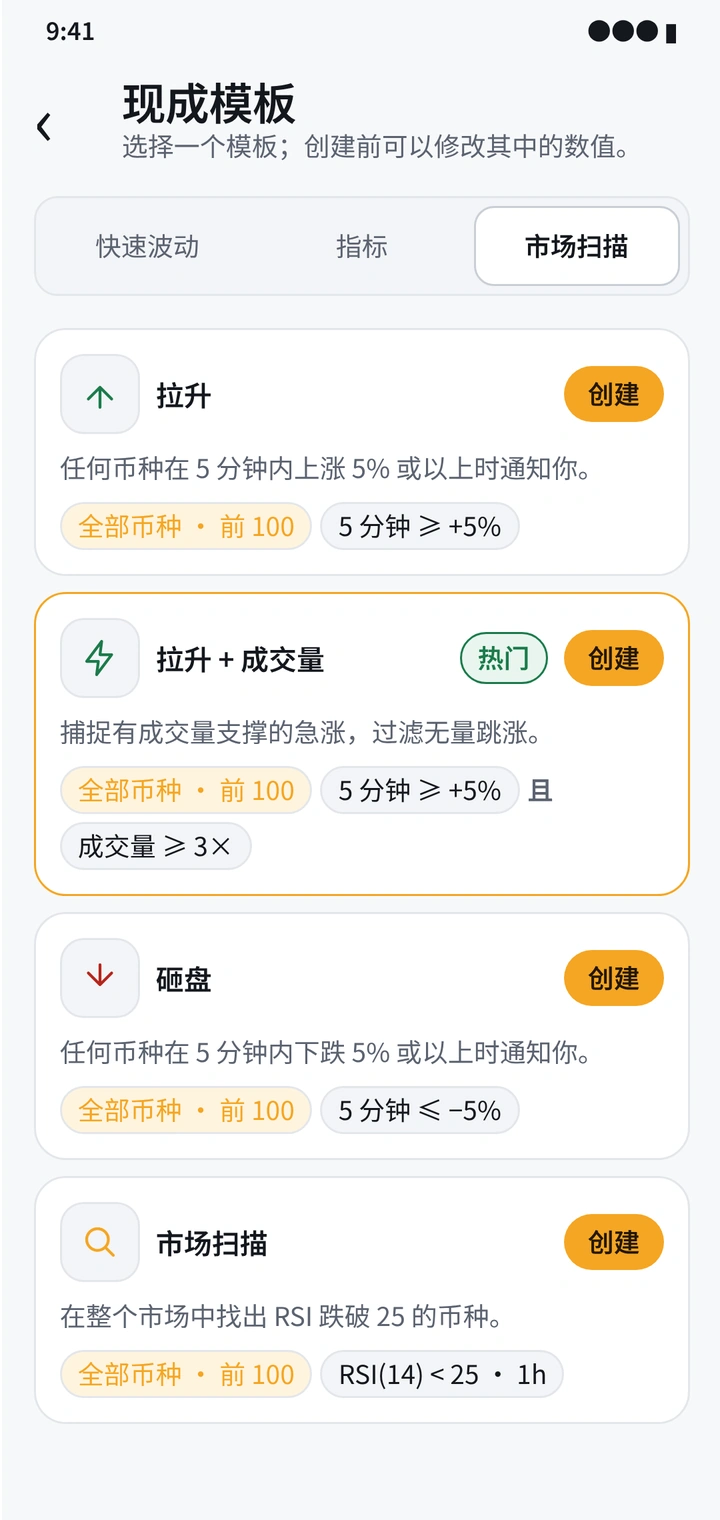 9:41
现成模板
选择一个模板；创建前可以修改其中的数值。
快速波动 指标 市场扫描
拉升 创建
任何币种在 5 分钟内上涨 5% 或以上时通知你。
全部币种 · 前 100 5 分钟 ≥ +5%
拉升 + 成交量 热门 创建
捕捉有成交量支撑的急涨，过滤无量跳涨。
全部币种 · 前 100 5 分钟 ≥ +5% 且
成交量 ≥ 3×
砸盘 创建
任何币种在 5 分钟内下跌 5% 或以上时通知你。
全部币种 · 前 100 5 分钟 ≤ −5%
市场扫描 创建
在整个市场中找出 RSI 跌破 25 的币种。
全部币种 · 前 100 RSI(14) < 25 · 1h